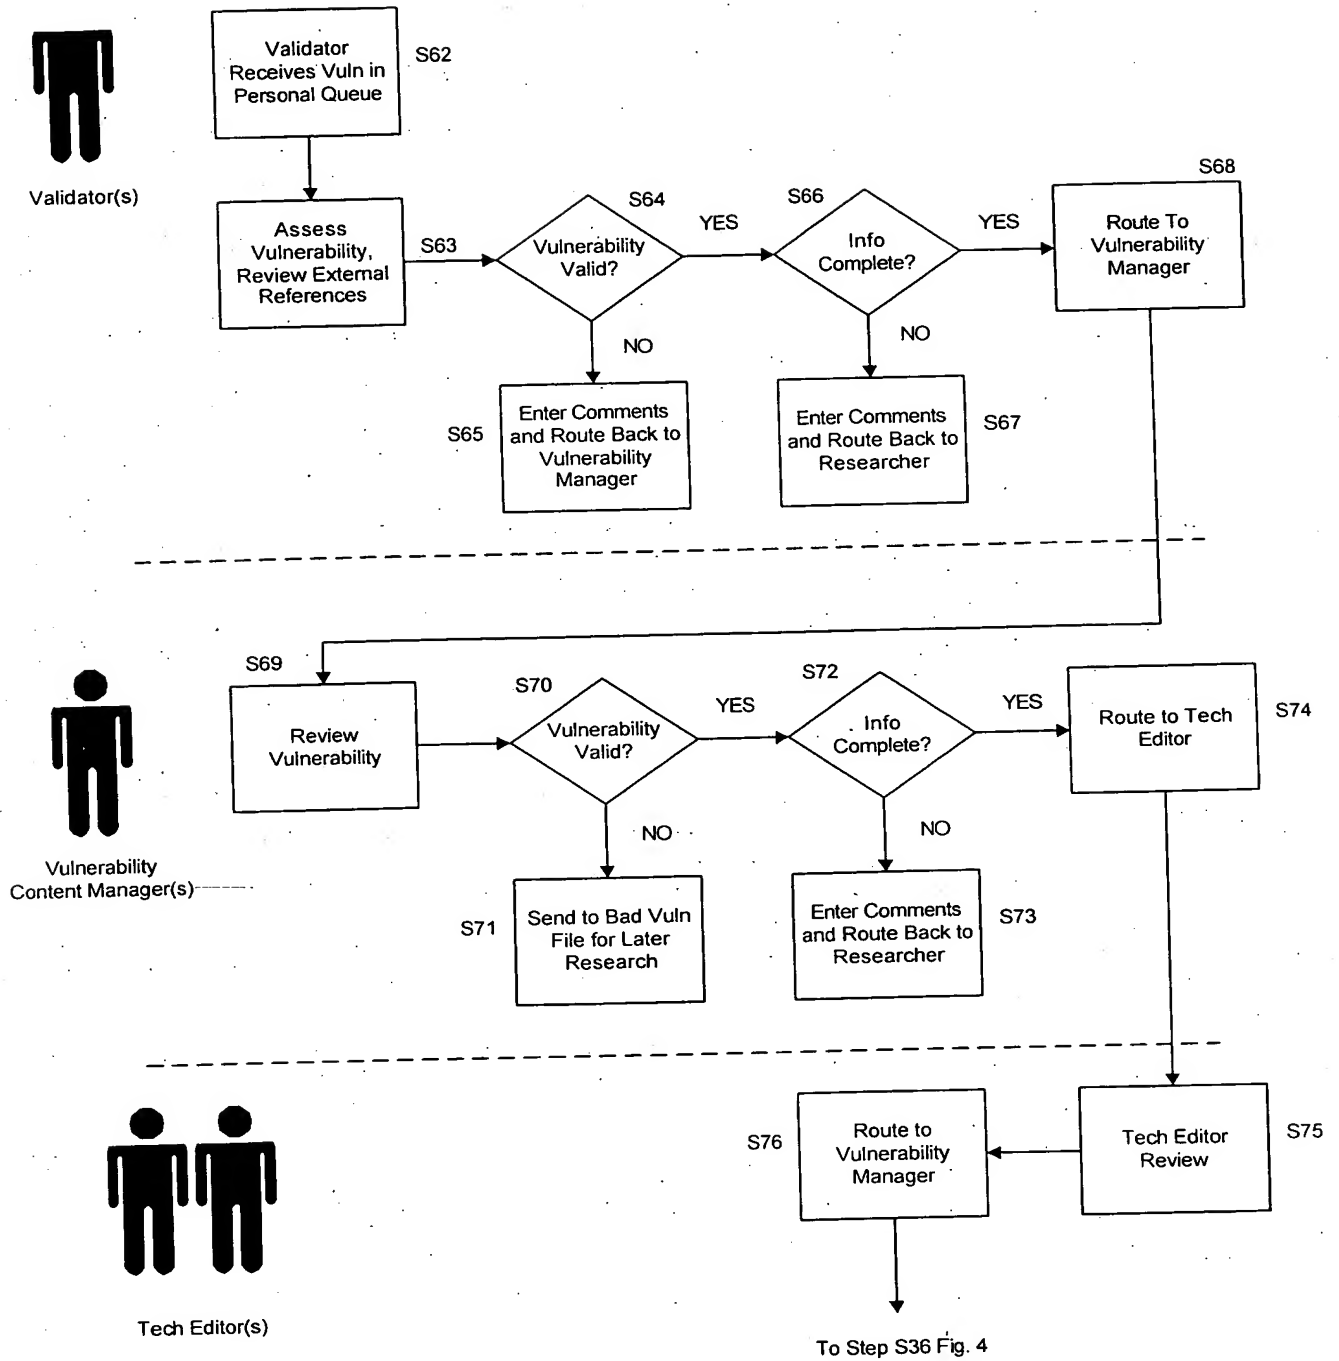 Validator
Receives Vuln in
Personal Queue
S62
Validator(s)
Assess
Vulnerability,
Review External
References
S63
S64
Vulnerability
Valid?
YES
S66
Info
Complete?
YES
S68
Route To
Vulnerability
Manager
NO
NO
S65
Enter Comments
and Route Back to
Vulnerability
Manager
Enter Comments
and Route Back to
Researcher
S67
S69
Review
Vulnerability
S70
Vulnerability
Valid?
YES
S72
Info
Complete?
YES
Route to Tech
Editor
S74
Vulnerability
Content Manager(s)
NO
NO
S71
Send to Bad Vuln
File for Later
Research
Enter Comments
and Route Back to
Researcher
S73
S76
Route to
Vulnerability
Manager
Tech Editor
Review
S75
Tech Editor(s)
To Step S36 Fig. 4